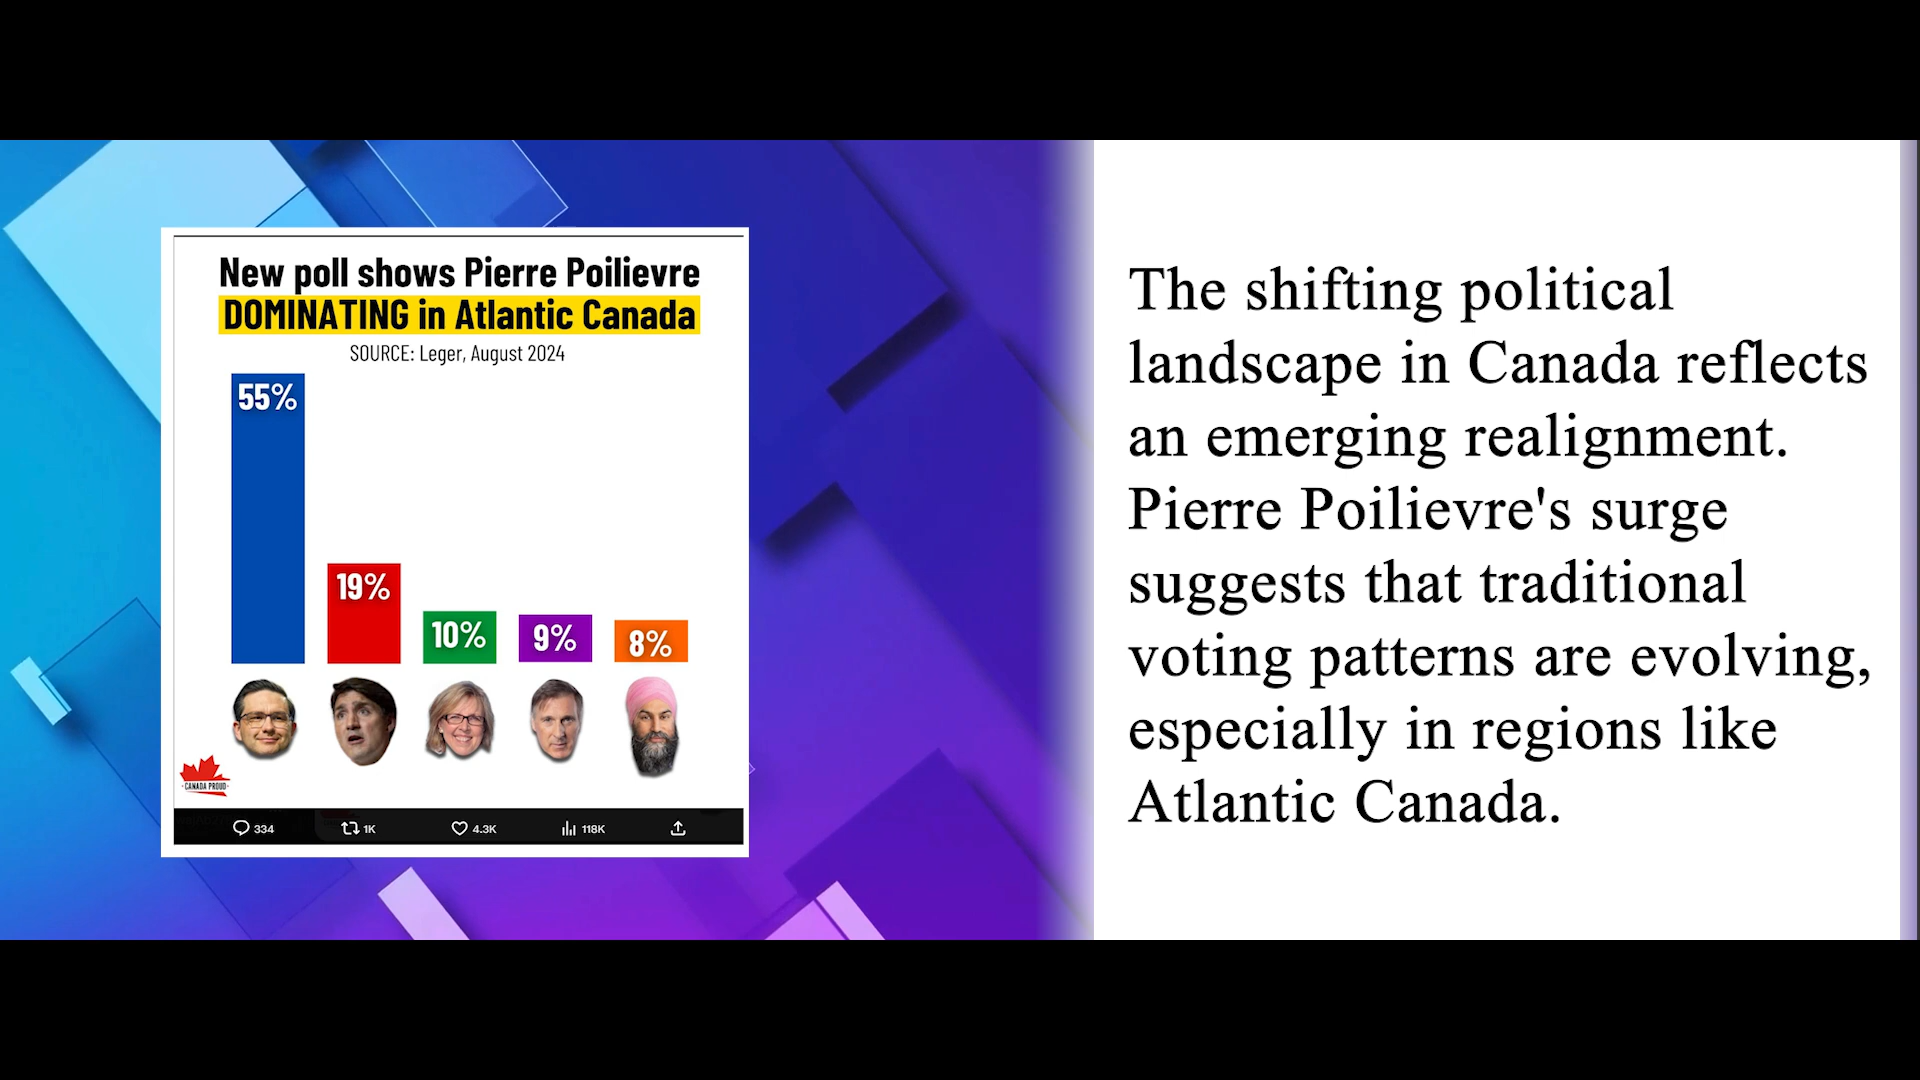 New poll shows Pierre Poilievre
DOMINATING in Atlantic Canada
SOURCE: Leger, August 2024
55%
19%
10%
9%
8%
CANADA PROUD
334
1K
4.3K
118K
The shifting political
landscape in Canada reflects
an emerging realignment.
Pierre Poilievre's surge
suggests that traditional
voting patterns are evolving,
especially in regions like
Atlantic Canada.